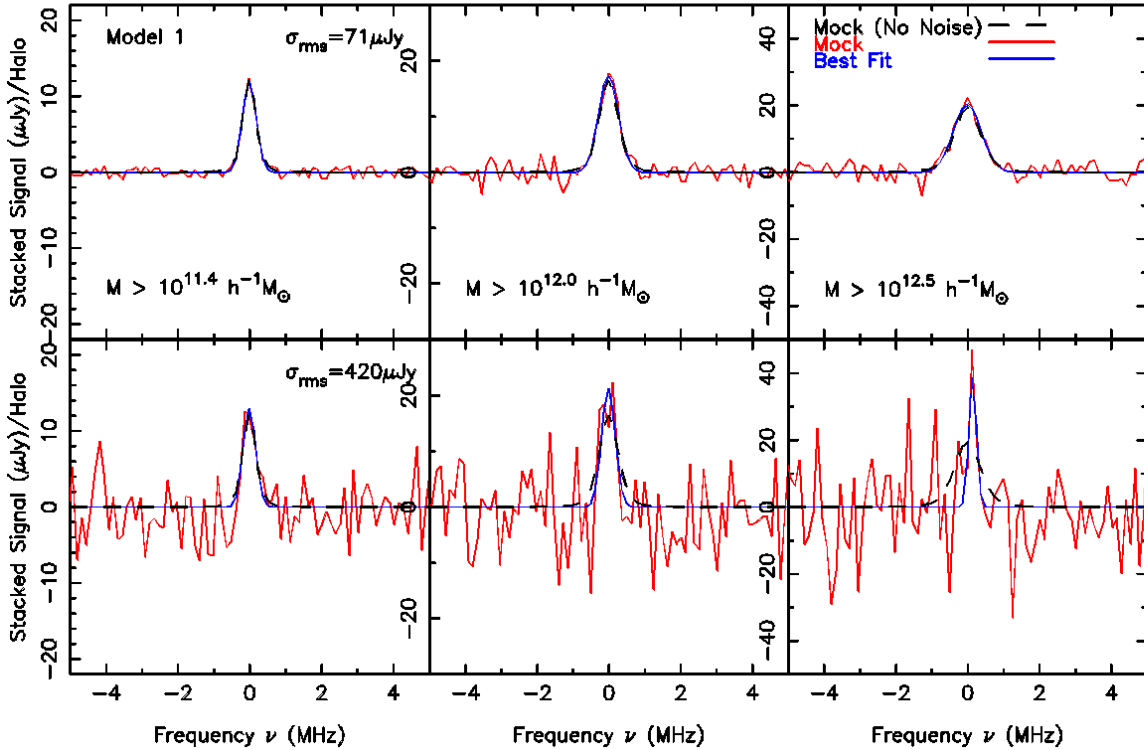 Model 1
σrms=71μJy
Mock (No Noise)
Mock
Best Fit
Stacked Signal (μJy)/Halo
20
10
0
−10
−20
20
0
−20
40
20
0
−20
−40
M > 10^11.4 h^−1M⊙
M > 10^12.0 h^−1M⊙
M > 10^12.5 h^−1M⊙
σrms=420μJy
Stacked Signal (μJy)/Halo
20
10
0
−10
−20
20
0
−20
40
20
0
−20
−40
−4 −2 0 2 4
−4 −2 0 2 4
−4 −2 0 2 4
Frequency ν (MHz)
Frequency ν (MHz)
Frequency ν (MHz)